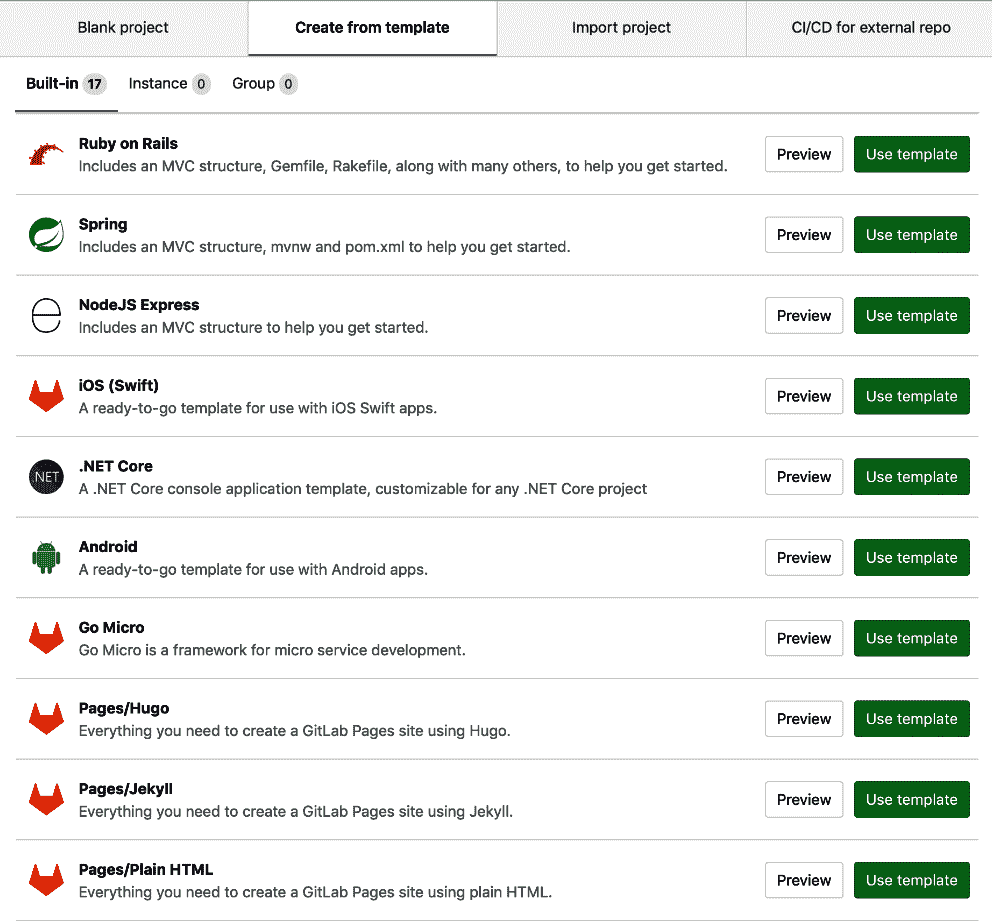 Blank project Create from template Import project CI/CD for external repo
Built-in 17 Instance 0 Group 0
Ruby on Rails
Includes an MVC structure, Gemfile, Rakefile, along with many others, to help you get started.
Preview Use template
Spring
Includes an MVC structure, mvnw and pom.xml to help you get started.
Preview Use template
NodeJS Express
Includes an MVC structure to help you get started.
Preview Use template
iOS (Swift)
A ready-to-go template for use with iOS Swift apps.
Preview Use template
.NET
.NET Core
A .NET Core console application template, customizable for any .NET Core project
Preview Use template
Android
A ready-to-go template for use with Android apps.
Preview Use template
Go Micro
Go Micro is a framework for micro service development.
Preview Use template
Pages/Hugo
Everything you need to create a GitLab Pages site using Hugo.
Preview Use template
Pages/Jekyll
Everything you need to create a GitLab Pages site using Jekyll.
Preview Use template
Pages/Plain HTML
Everything you need to create a GitLab Pages site using plain HTML.
Preview Use template